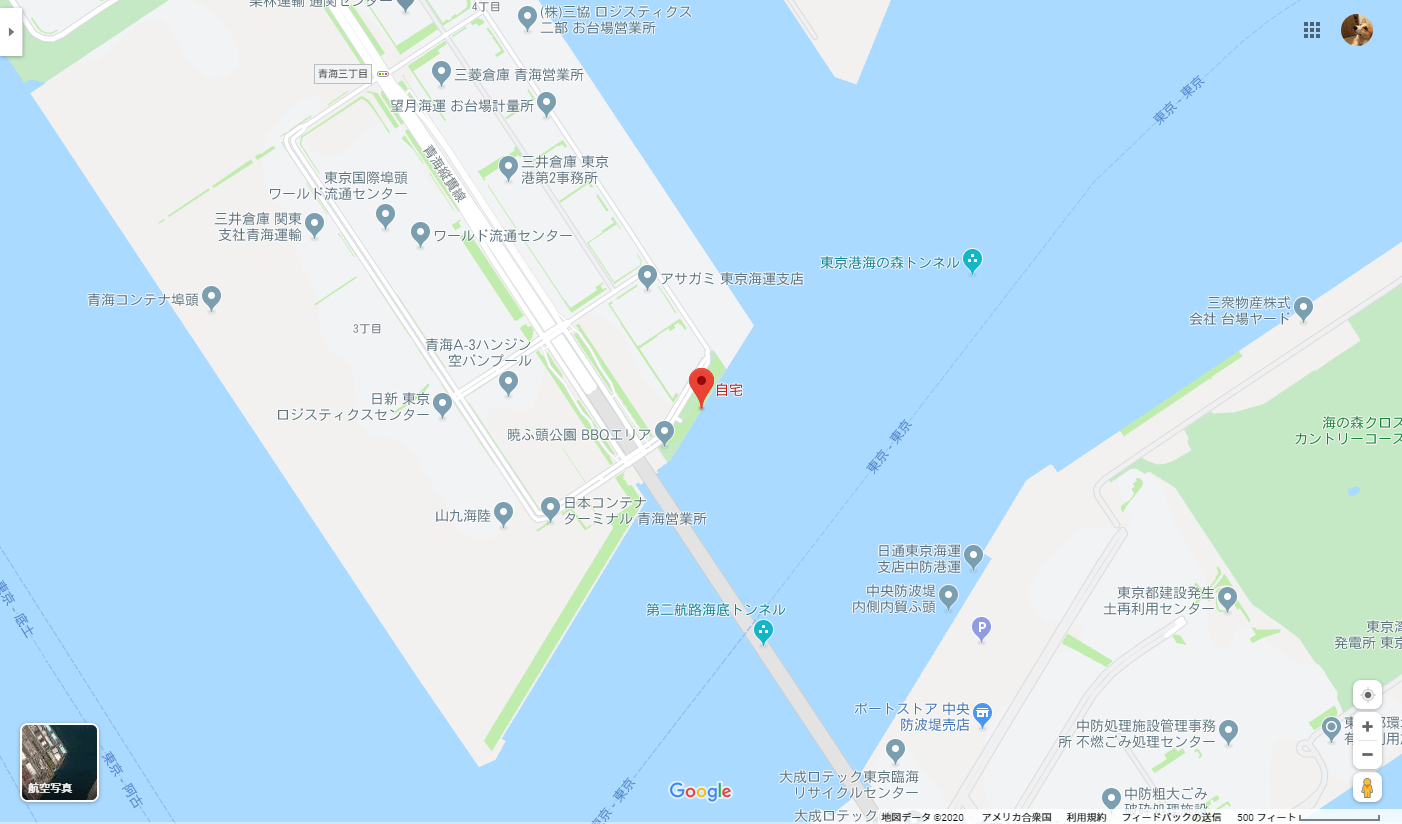 4丁目
(株)三協 ロジスティクス
二部 お台場営業所
青海三丁目
三菱倉庫 青海営業所
望月海運 お台場計量所
東京 - 東京
青海縦貫線
三井倉庫 東京
港第2事務所
東京国際埠頭
ワールド流通センター
三井倉庫 関東
支社青海運輸
ワールド流通センター
東京港海の森トンネル
アサガミ 東京海運支店
青海コンテナ埠頭
三衆物産株式
会社 台場ヤード
3丁目
青海A-3ハンジン
空バンプール
自宅
日新 東京
ロジスティクスセンター
暁ふ頭公園 BBQエリア
東京 - 東京
海の森クロス
カントリーコース
日本コンテナ
ターミナル 青海営業所
山九海陸
日通東京海運
支店中防港運
中央防波堤
内側内貿ふ頭
東京都建設発生
土再利用センター
第二航路海底トンネル
P
東京 - 底土
発電所
ポートストア 中央
防波堤売店
中防処理施設管理事務
所 不燃ごみ処理センター
大成ロテック東京臨海
リサイクルセンター
中防粗大ごみ
破砕処理施設
大成ロテック
東京 - 阿古
東京 - 東京
航空写真
Google
地図データ ©2020
アメリカ合衆国
利用規約
フィードバックの送信
500 フィート